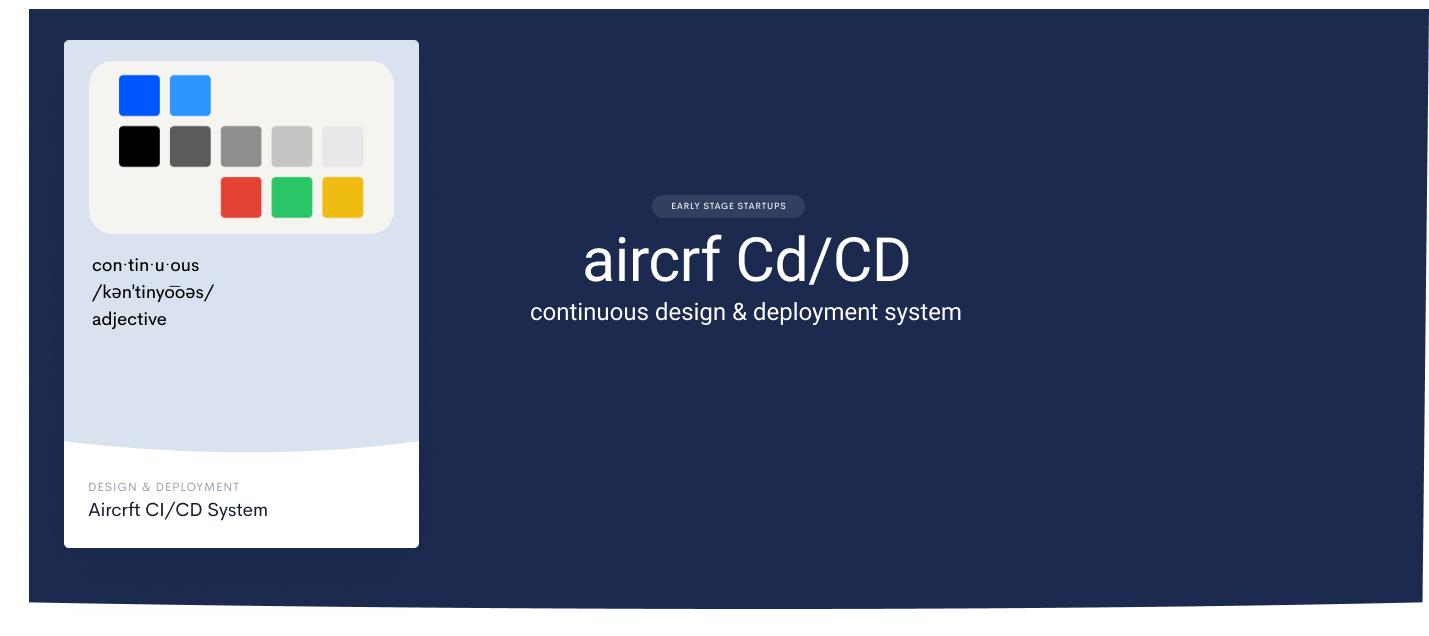 con·tin·u·ous
/kən'tinyo͞oəs/
adjective
DESIGN & DEPLOYMENT
Aircrft CI/CD System
EARLY STAGE STARTUPS
aircrf Cd/CD
continuous design & deployment system